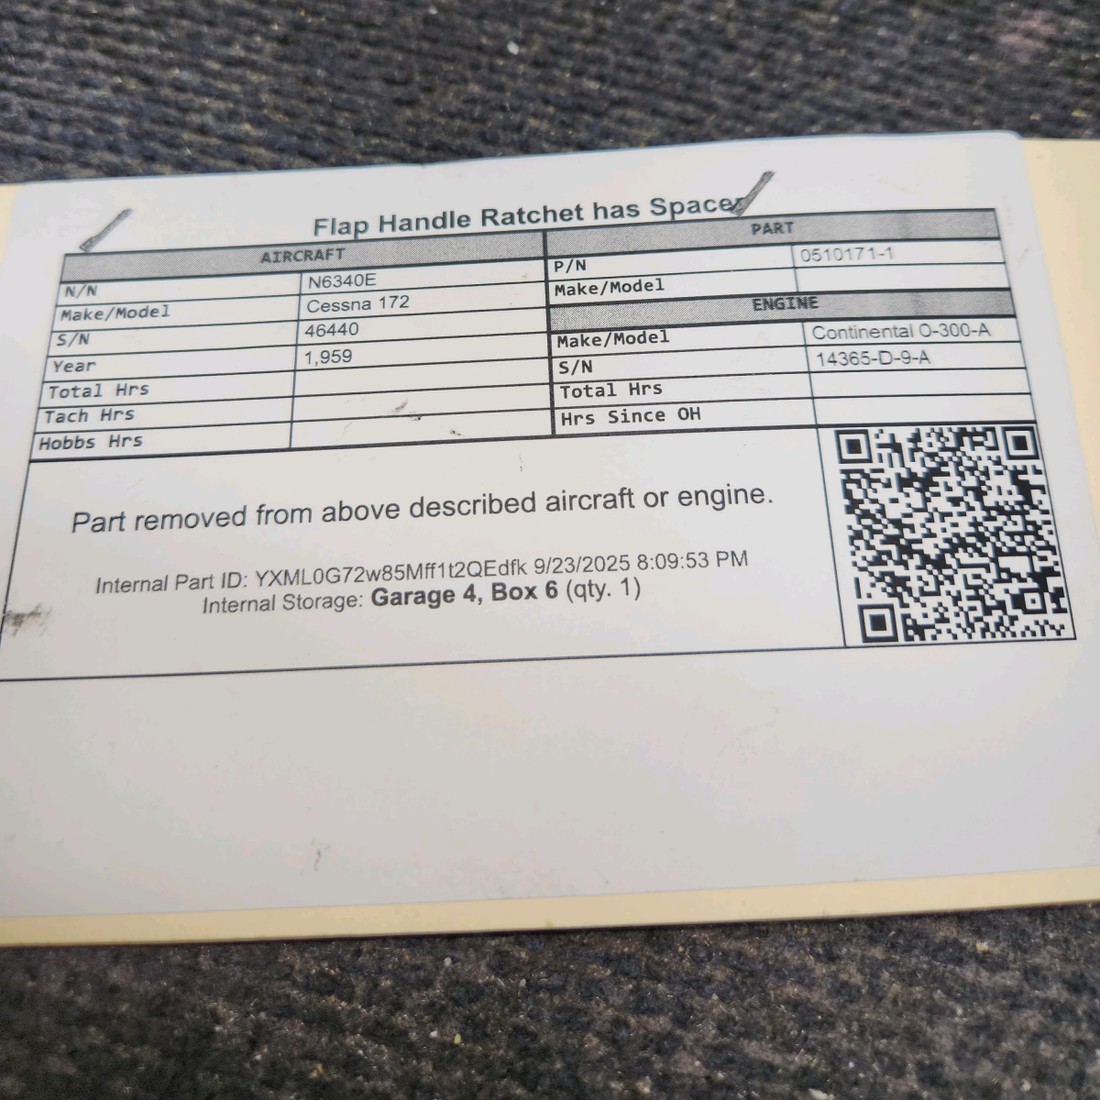 Flap Handle Ratchet has Spacer
AIRCRAFT
N/N N6340E
Make/Model Cessna 172
S/N 46440
Year 1,959
Total Hrs
Tach Hrs
Hobbs Hrs
PART
P/N 0510171-1
Make/Model
ENGINE
Make/Model Continental O-300-A
S/N 14365-D-9-A
Total Hrs
Hrs Since OH
Part removed from above described aircraft or engine.
Internal Part ID: YXML0G72w85Mff1t2QEdfk 9/23/2025 8:09:53 PM
Internal Storage: Garage 4, Box 6 (qty. 1)